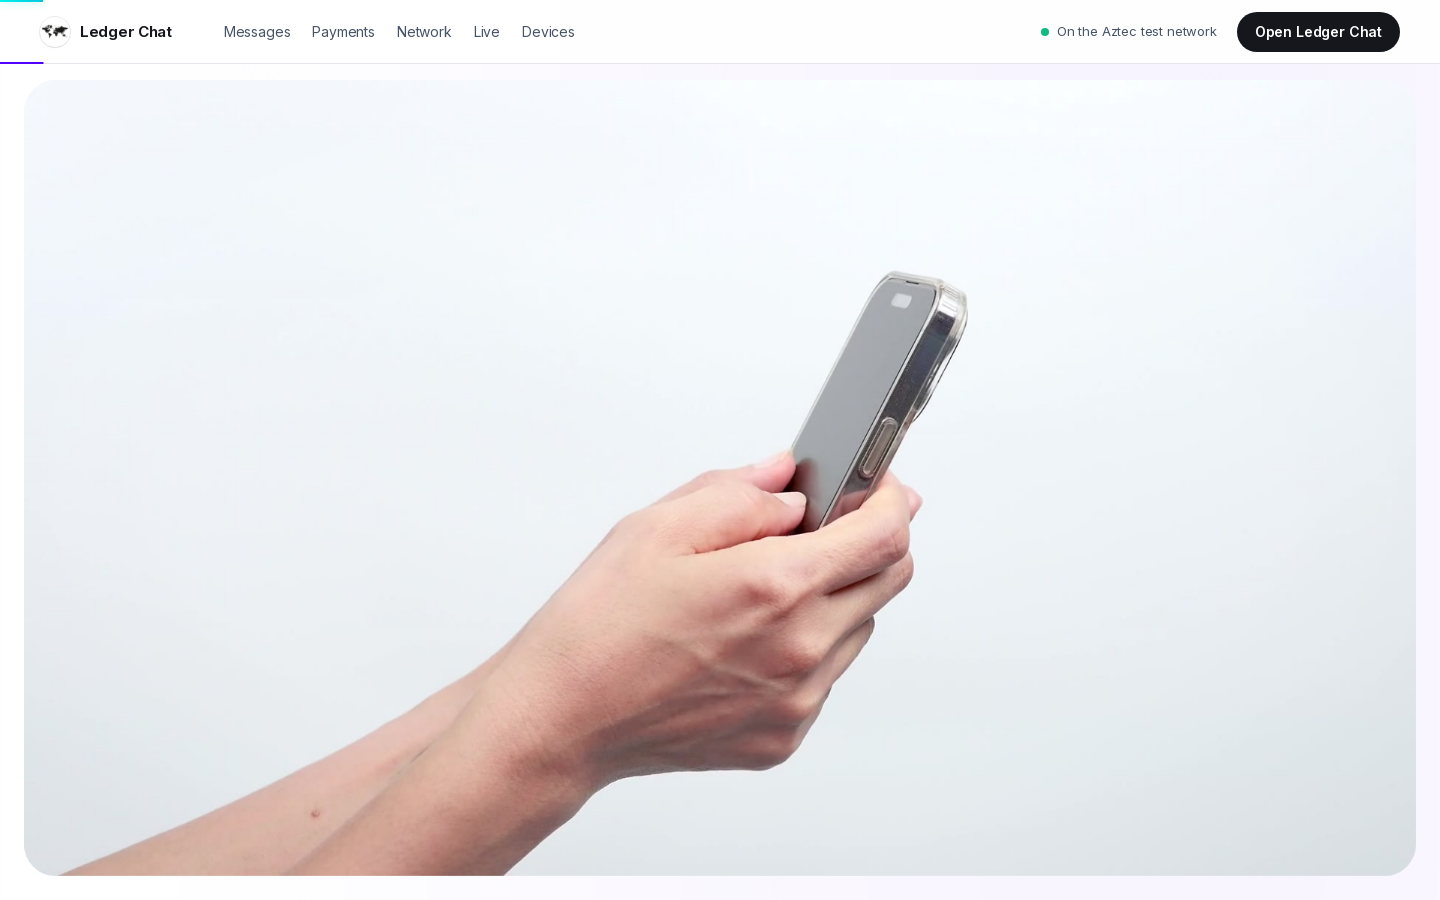 Ledger Chat
Messages
Payments
Network
Live
Devices
On the Aztec test network
Open Ledger Chat